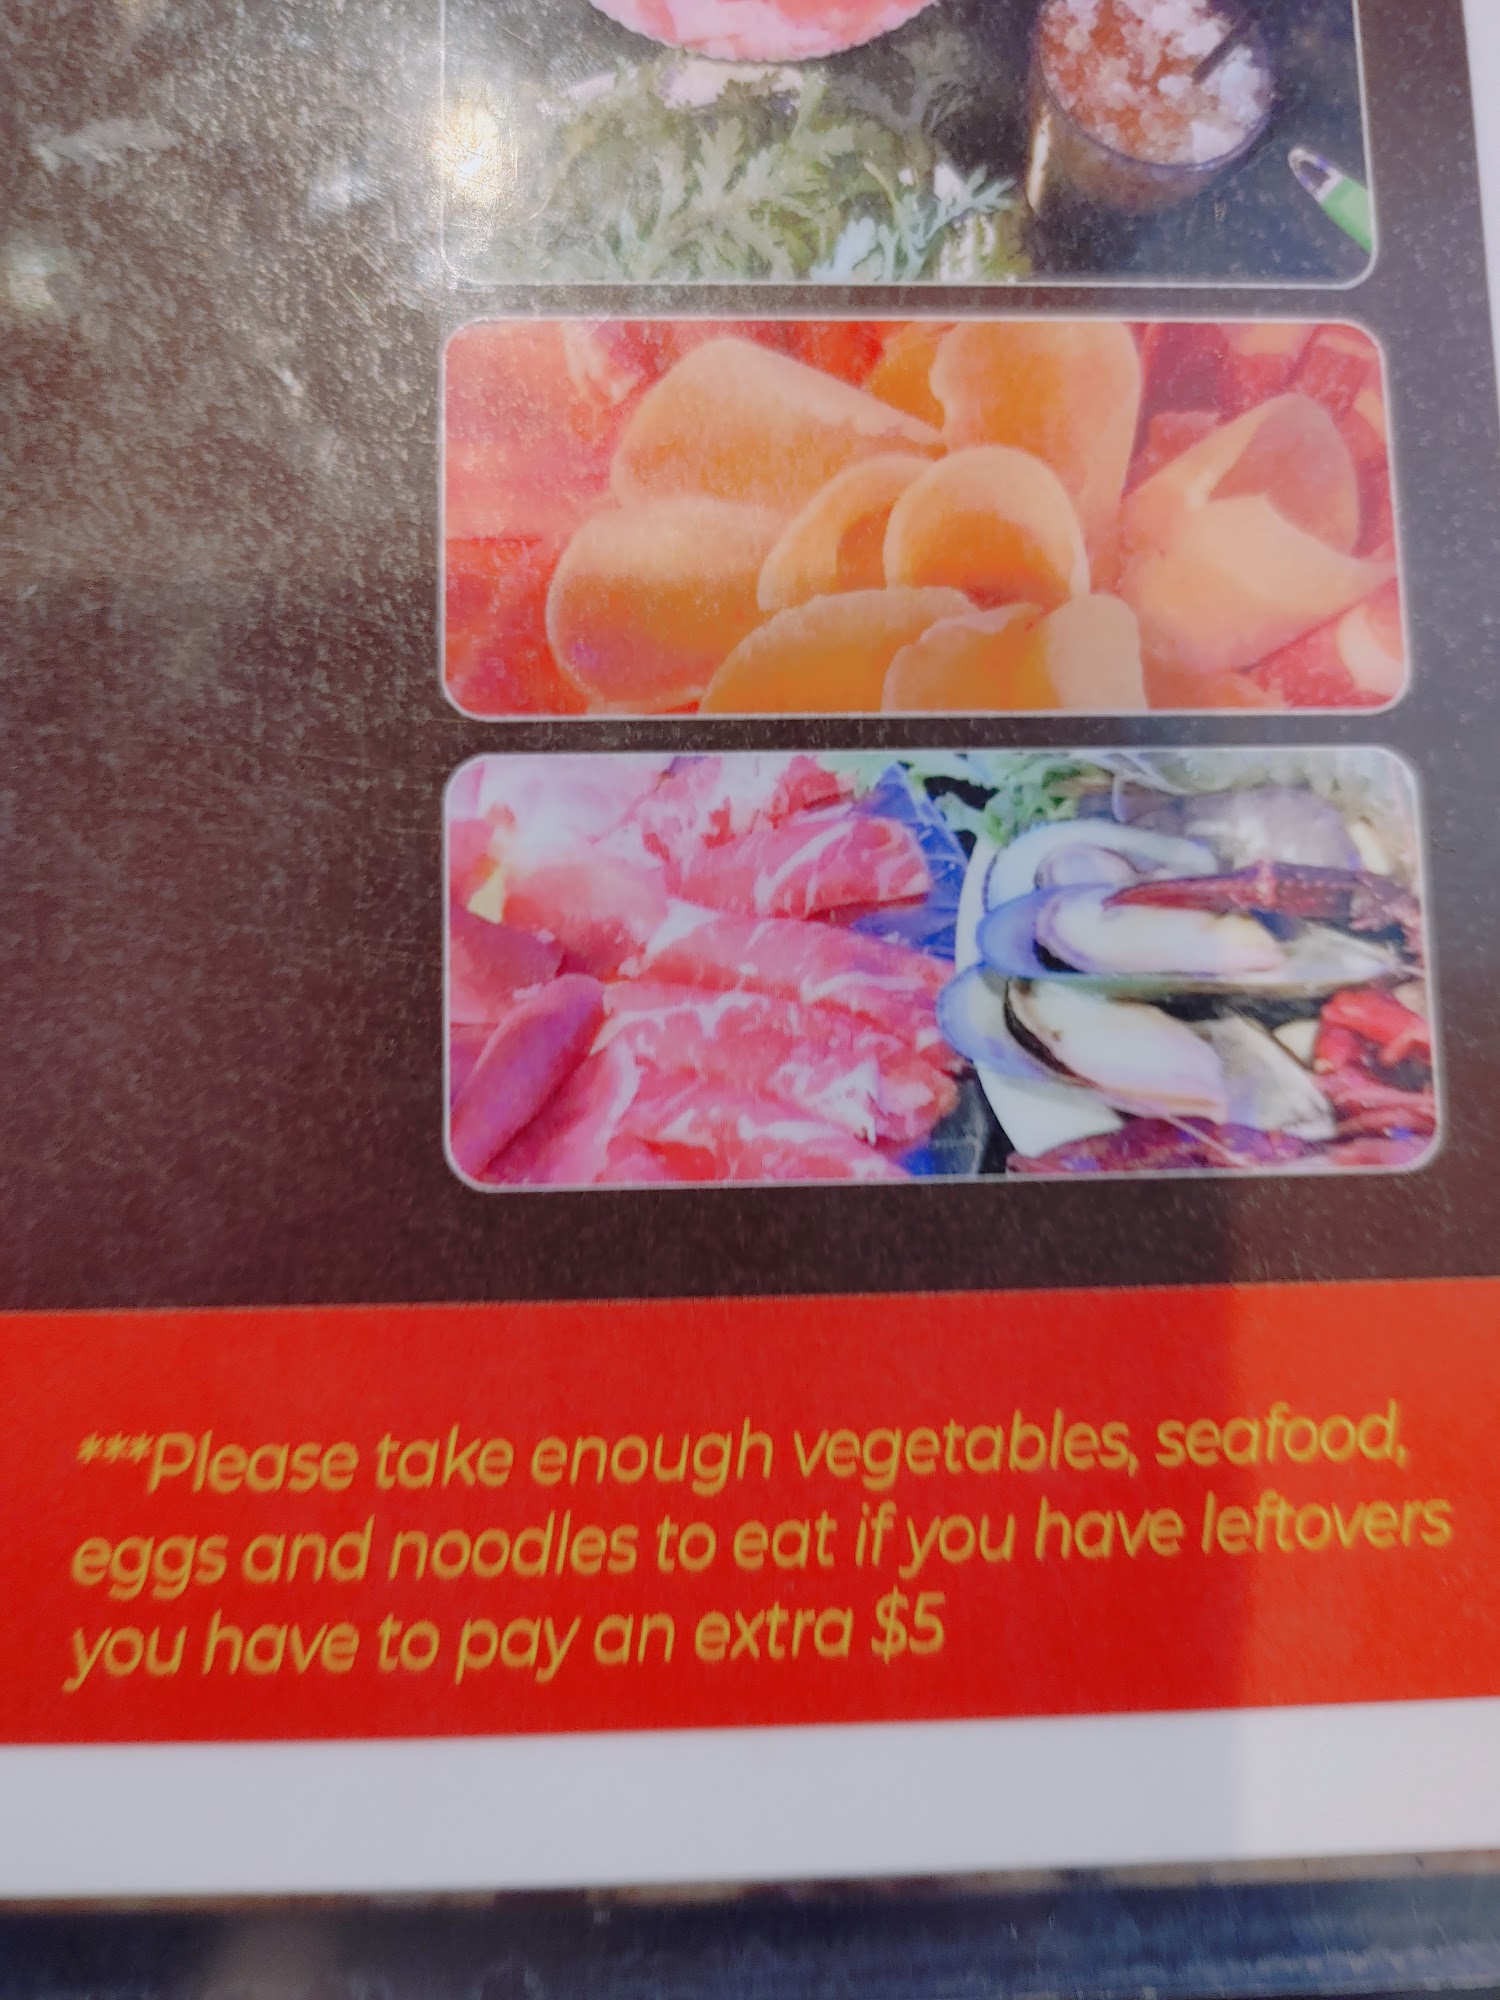 ***Please take enough vegetables, seafood,
eggs and noodles to eat if you have leftovers
you have to pay an extra $5